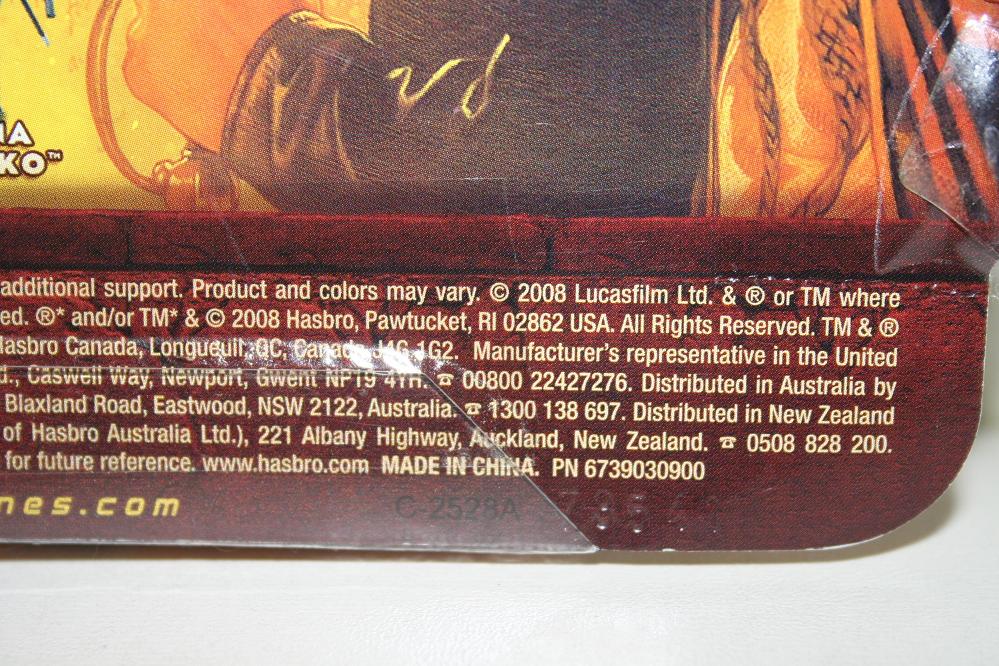 IA
KO™
additional support. Product and colors may vary. © 2008 Lucasfilm Ltd. & ® or TM where
ed. ®* and/or TM* & © 2008 Hasbro, Pawtucket, RI 02862 USA. All Rights Reserved. TM & ®
Hasbro Canada, Longueuil, QC, Canada J4G 1G2. Manufacturer's representative in the United
d., Caswell Way, Newport, Gwent NP19 4YH. ☎ 00800 22427276. Distributed in Australia by
Blaxland Road, Eastwood, NSW 2122, Australia. ☎ 1300 138 697. Distributed in New Zealand
of Hasbro Australia Ltd.), 221 Albany Highway, Auckland, New Zealand. ☎ 0508 828 200.
for future reference. www.hasbro.com MADE IN CHINA. PN 6739030900
nes.com
C-2528A